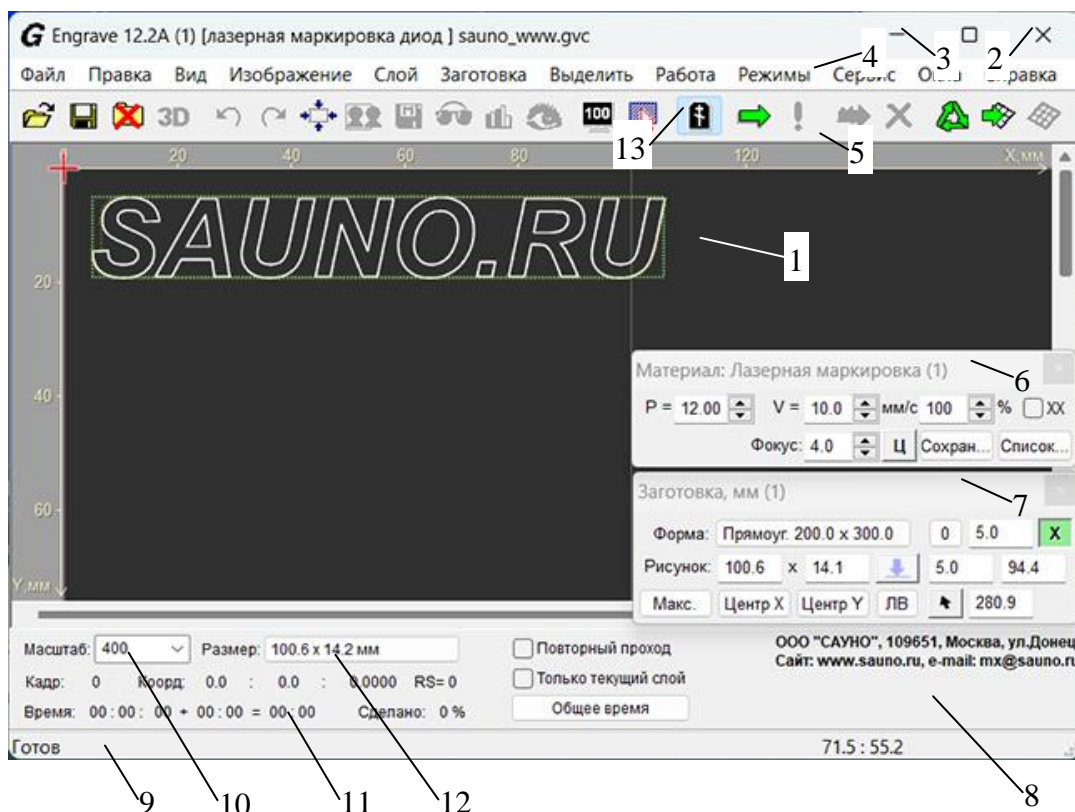 Engrave 12.2A (1) [лазерная маркировка диод ] sauno_www.gvc
Файл Правка Вид Изображение Слой Заготовка Выделить Работа Режимы 4 Сервис 3 2
3D 100 13 5
0 20 40 60 80 120 X,мм
SAUNO.RU
1
20
40
60
Y,мм
Материал: Лазерная маркировка (1) 6
P = 12.00 V = 10.0 мм/с 100 % XX
Фокус: 4.0 Ц Сохран... Список...
Заготовка, мм (1) 7
Форма: Прямоуг. 200.0 x 300.0 0 5.0 X
Рисунок: 100.6 x 14.1 5.0 94.4
Макс. Центр X Центр Y ЛВ 280.9
Масштаб: 400 Размер: 100.6 x 14.2 мм Повторный проход
ООО "САУНО", 109651, Москва, ул.Донец
Сайт: www.sauno.ru, e-mail: mx@sauno.ru
Кадр: 0 Коорд: 0.0 : 0.0 : 0.0000 RS= 0 Только текущий слой
Время: 00 : 00 : 00 + 00 : 00 = 00 : 00 Сделано: 0 % Общее время
Готов 71.5 : 55.2
9 10 11 12 8